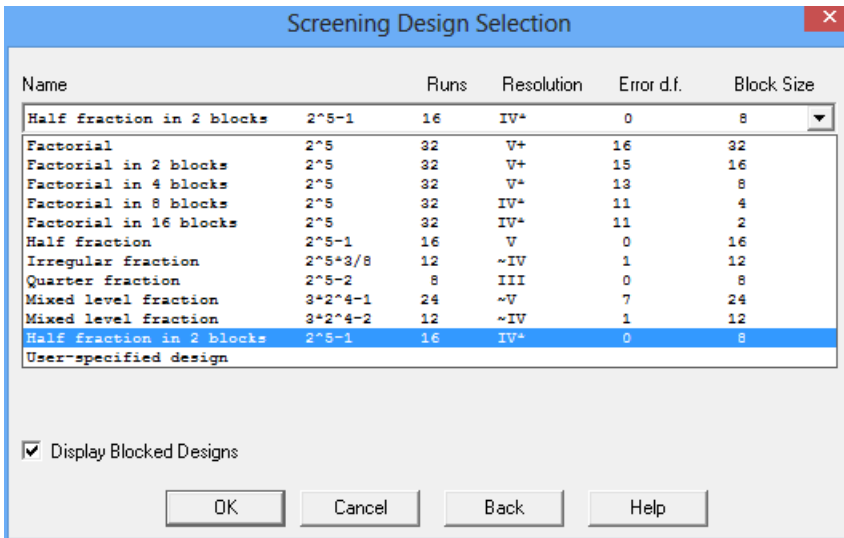 Screening Design Selection
Name Runs Resolution Error d.f. Block Size
Half fraction in 2 blocks 2^5-1 16 IV* 0 8
Factorial 2^5 32 V+ 16 32
Factorial in 2 blocks 2^5 32 V+ 15 16
Factorial in 4 blocks 2^5 32 V* 13 8
Factorial in 8 blocks 2^5 32 IV* 11 4
Factorial in 16 blocks 2^5 32 IV* 11 2
Half fraction 2^5-1 16 V 0 16
Irregular fraction 2^5*3/8 12 ~IV 1 12
Quarter fraction 2^5-2 8 III 0 8
Mixed level fraction 3*2^4-1 24 ~V 7 24
Mixed level fraction 3*2^4-2 12 ~IV 1 12
Half fraction in 2 blocks 2^5-1 16 IV* 0 8
User-specified design
Display Blocked Designs
OK Cancel Back Help